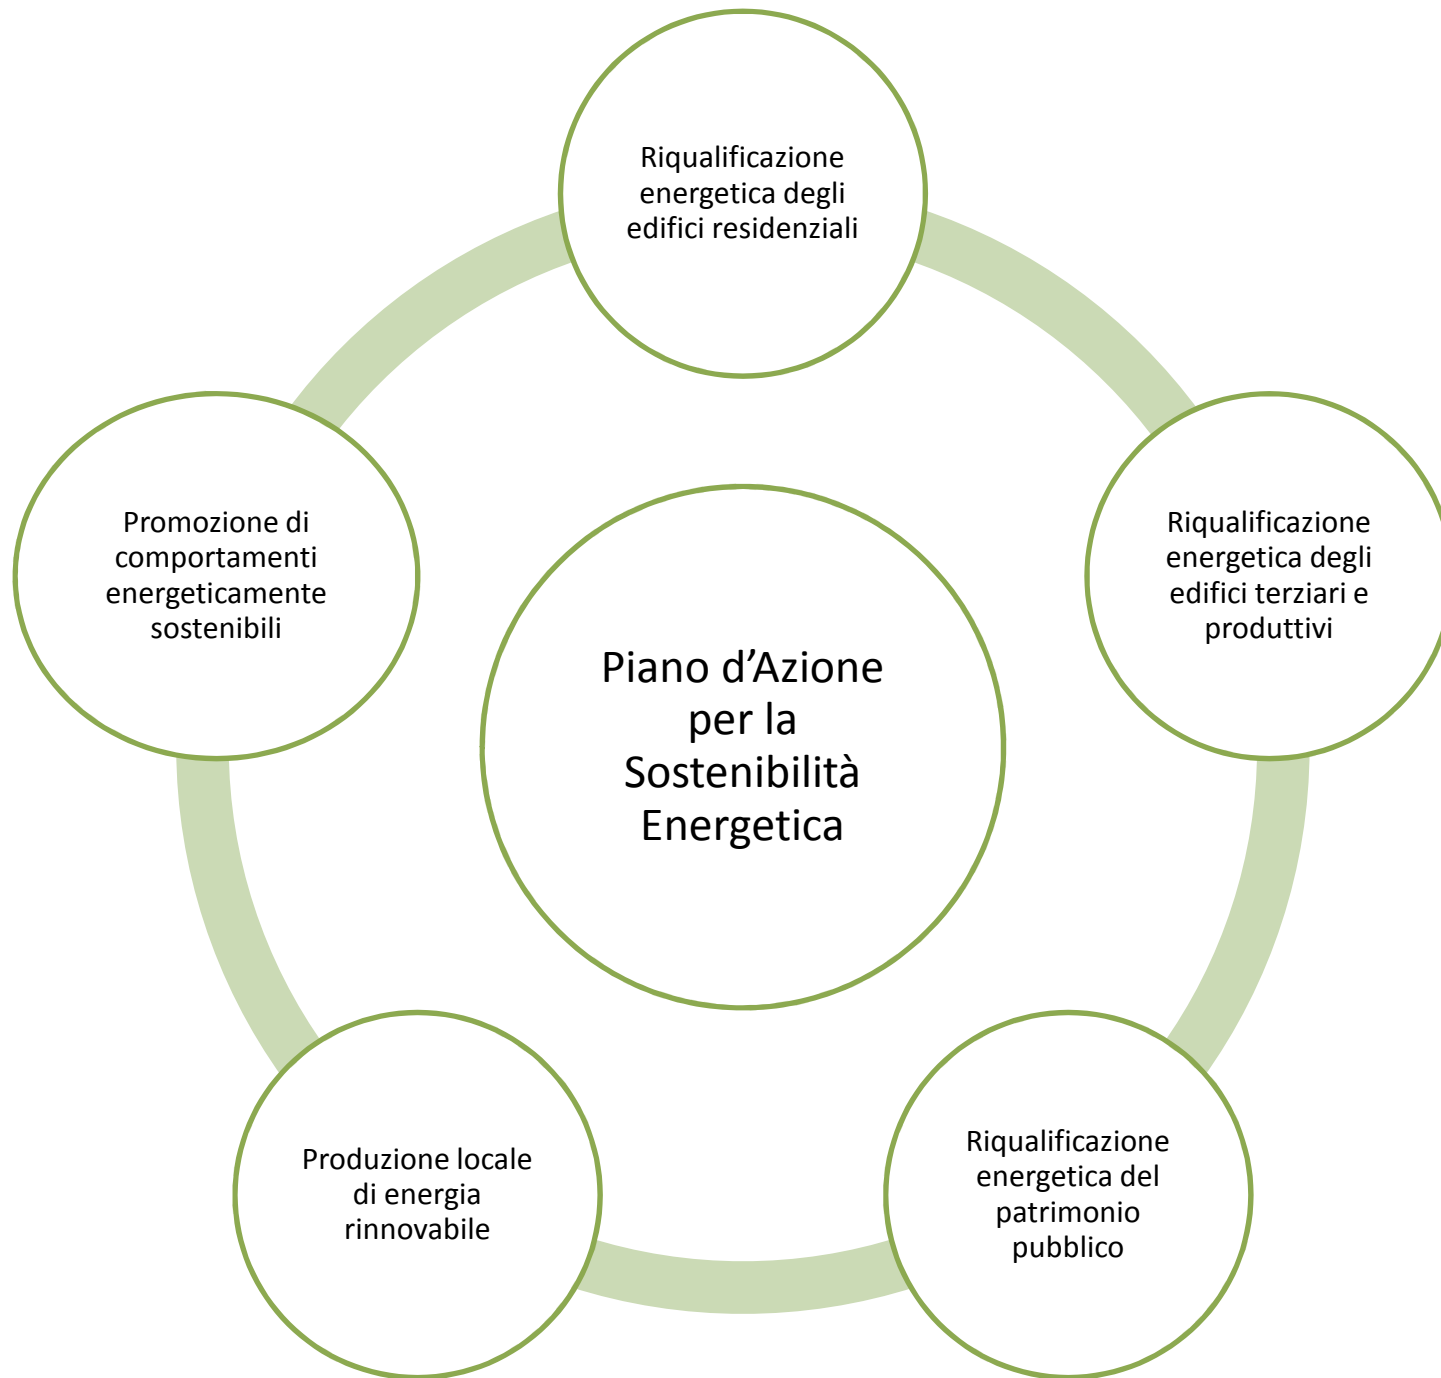 Riqualificazione
energetica degli
edifici residenziali
Promozione di
comportamenti
energeticamente
sostenibili
Riqualificazione
energetica degli
edifici terziari e
produttivi
Piano d’Azione
per la
Sostenibilità
Energetica
Produzione locale
di energia
rinnovabile
Riqualificazione
energetica del
patrimonio
pubblico